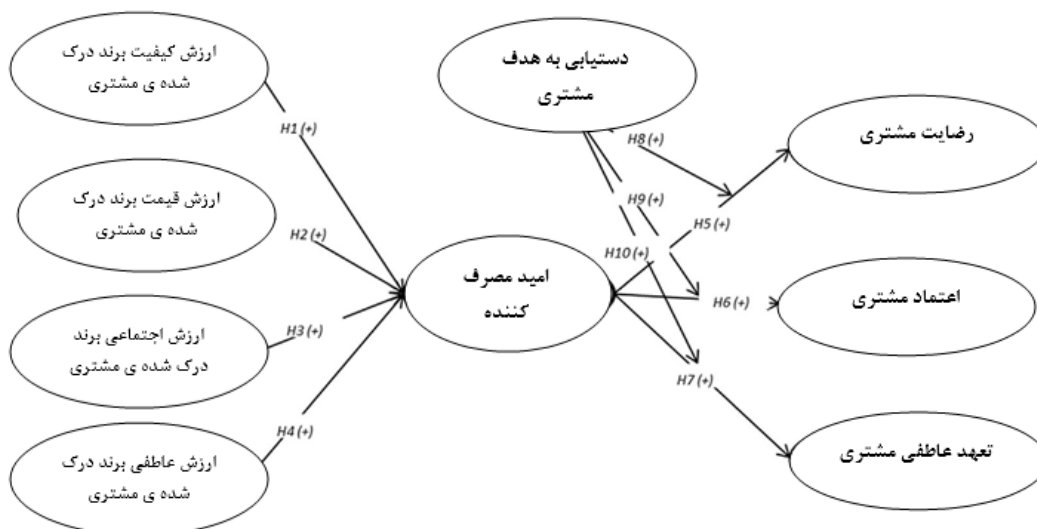 ارزش کیفیت برند درک
شده ی مشتری
ارزش قیمت برند درک
شده ی مشتری
ارزش اجتماعی برند
درک شده ی مشتری
ارزش عاطفی برند درک
شده ی مشتری
H1 (+)
H2 (+)
H3 (+)
H4 (+)
امید مصرف
کننده
دستیابی به هدف
مشتری
H8 (+)
H9 (+)
H10 (+)
H5 (+)
H6 (+)
H7 (+)
رضایت مشتری
اعتماد مشتری
تعهد عاطفی مشتری